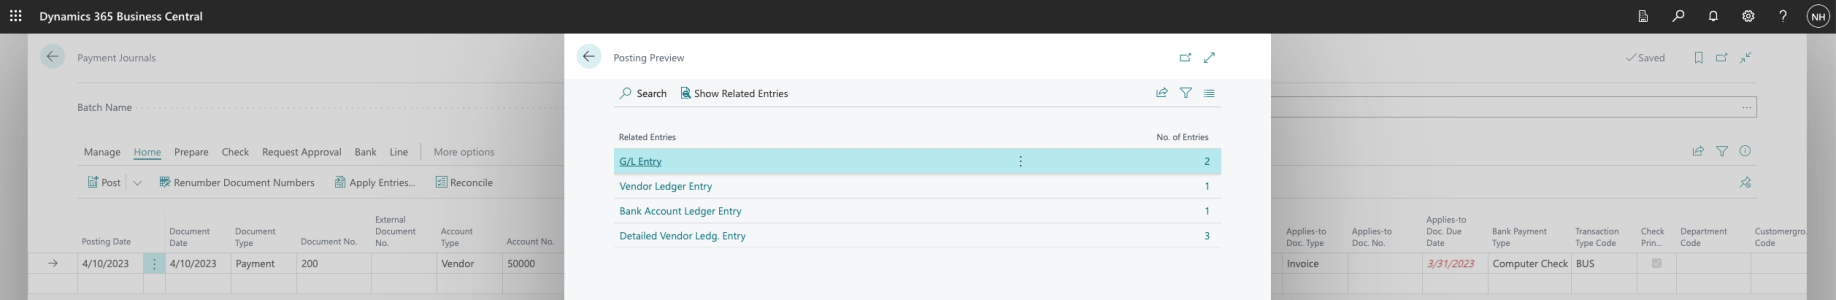 Dynamics 365 Business Central
NH
Payment Journals
Saved
Batch Name
Manage Home Prepare Check Request Approval Bank Line More options
Post Renumber Document Numbers Apply Entries... Reconcile
Posting Date Document Date Document Type Document No. External Document No. Account Type Account No.
4/10/2023 4/10/2023 Payment 200 Vendor 50000
Posting Preview
Search Show Related Entries
Related Entries No. of Entries
G/L Entry 2
Vendor Ledger Entry 1
Bank Account Ledger Entry 1
Detailed Vendor Ledg. Entry 3
Applies-to Doc. Type Applies-to Doc. No. Applies-to Doc. Due Date Bank Payment Type Transaction Type Code Check Prin... Department Code Customergro. Code
Invoice 3/31/2023 Computer Check BUS